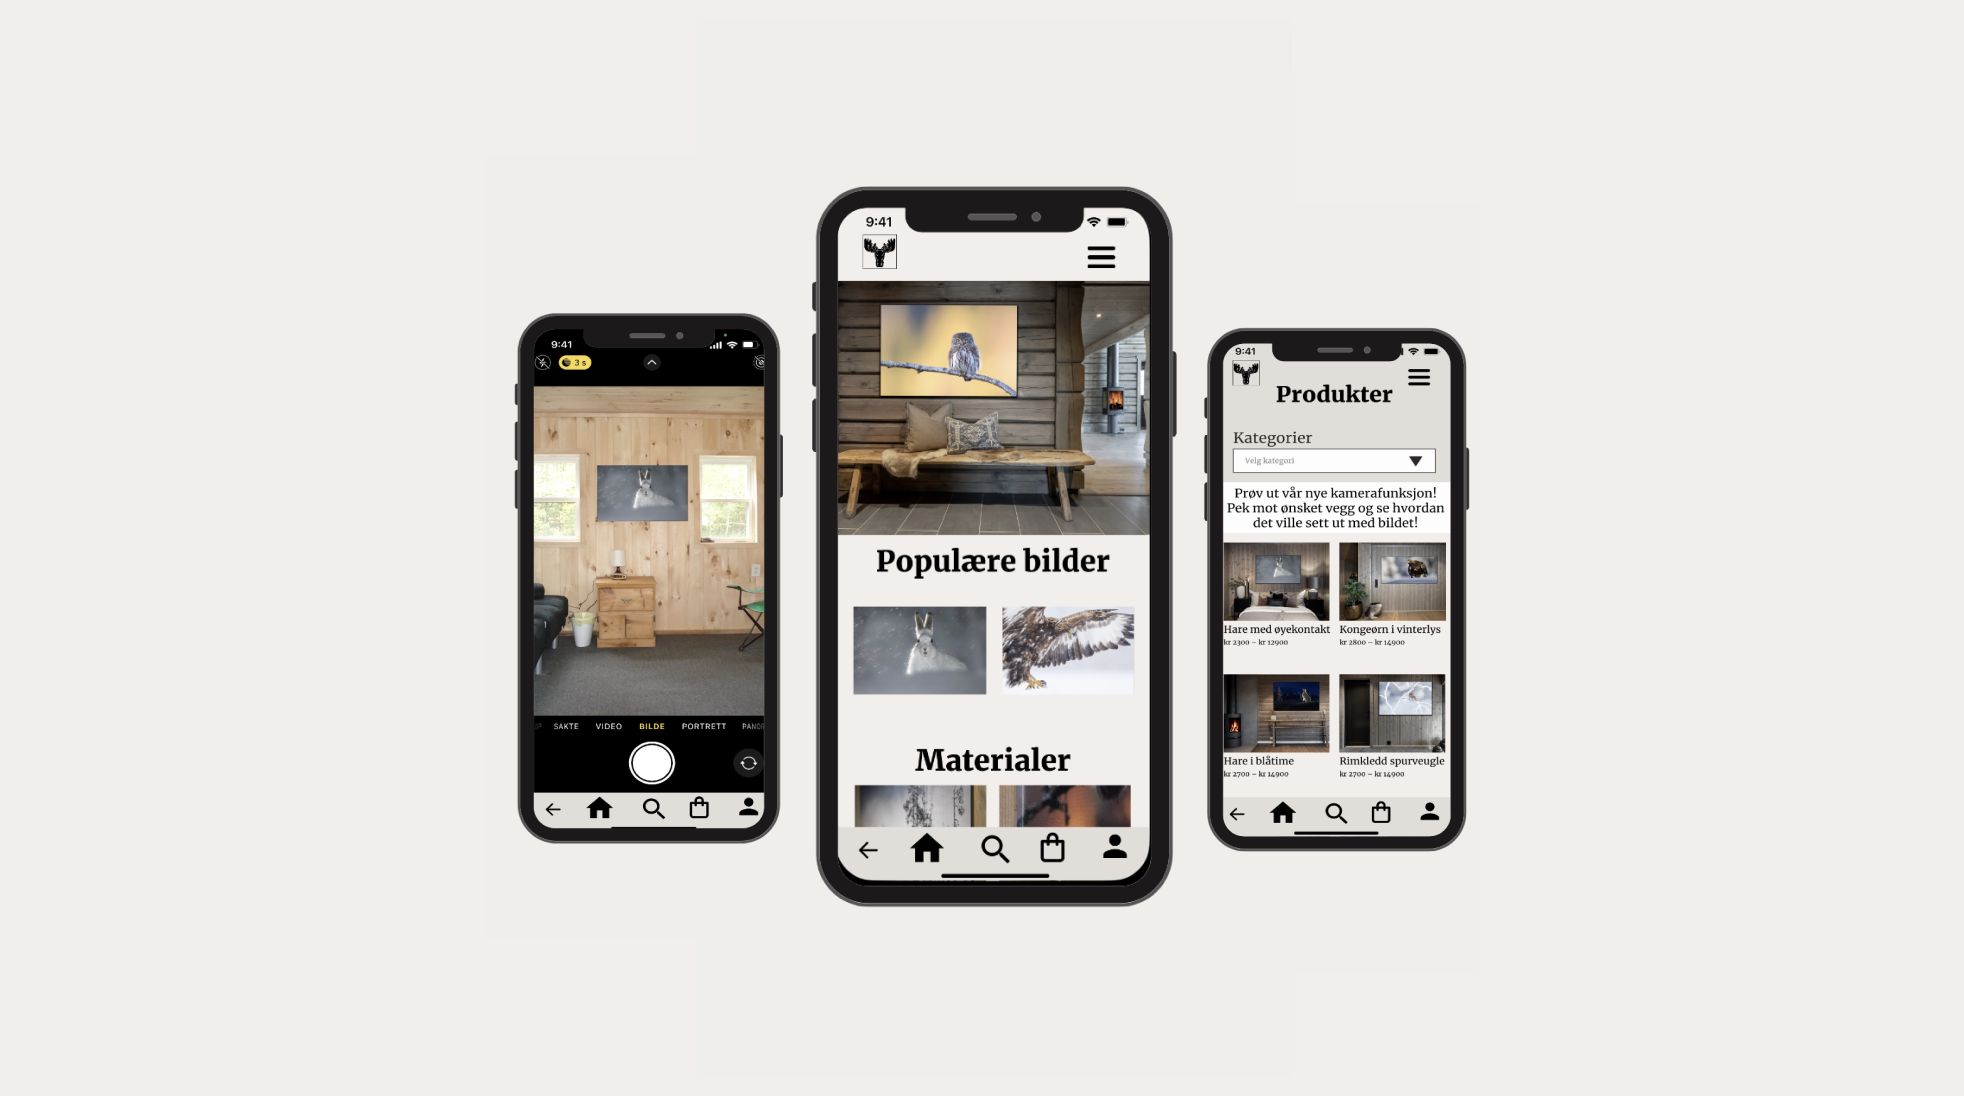 9:41
3 s
SAKTE VIDEO BILDE PORTRETT
9:41
Populære bilder
Materialer
9:41
Produkter
Kategorier
Velg kategori
Prøv ut vår nye kamerafunksjon!
Pek mot ønsket vegg og se hvordan
det ville sett ut med bildet!
Hare med øyekontakt
kr 2300 – kr 12900
Kongeørn i vinterlys
kr 2800 – kr 14900
Hare i blåtime
kr 2700 – kr 14900
Rimkledd spurveugle
kr 2700 – kr 14900